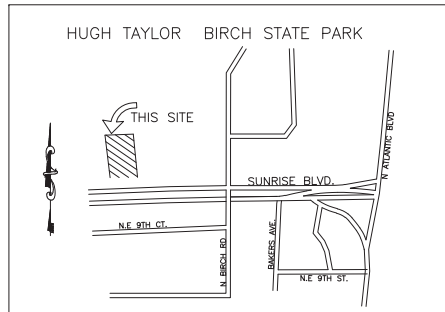 HUGH TAYLOR BIRCH STATE PARK
THIS SITE
N ATLANTIC BLVD
SUNRISE BLVD.
N.E 9TH CT.
N BIRCH RD
BAKERS AVE.
N.E 9TH ST.